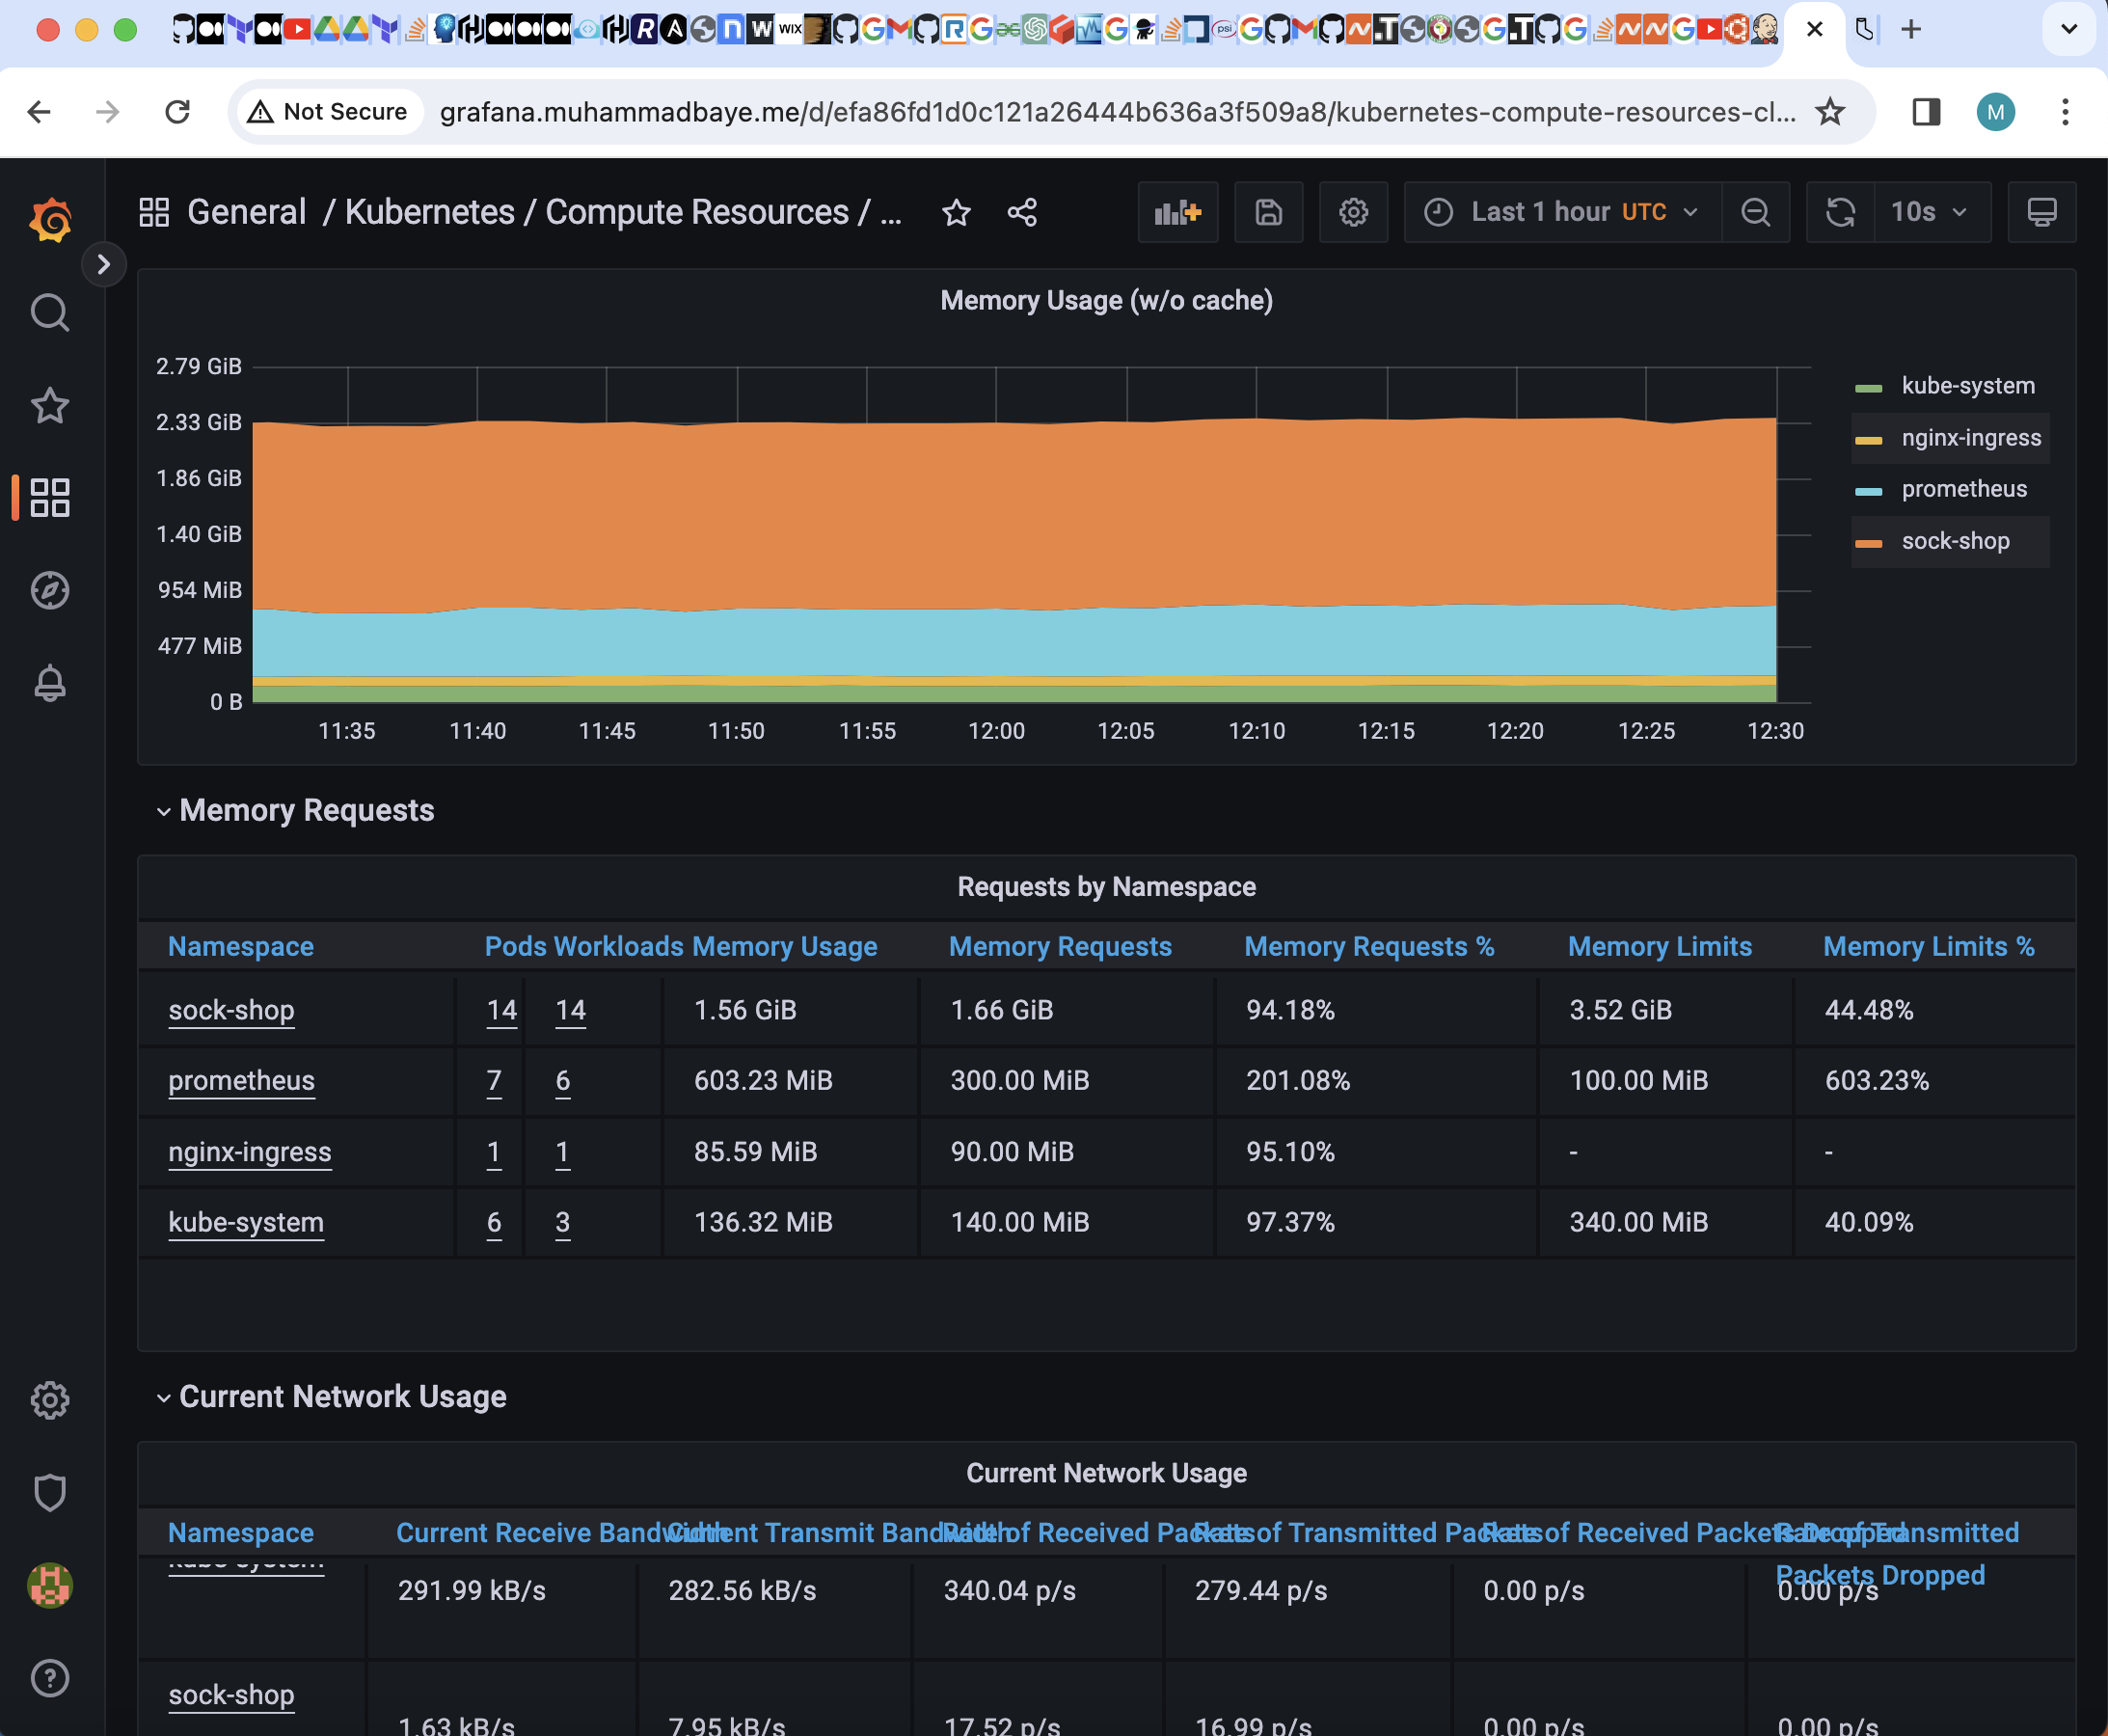 Not Secure grafana.muhammadbaye.me/d/efa86fd1d0c121a26444b636a3f509a8/kubernetes-compute-resources-cl... M
General / Kubernetes / Compute Resources / ... Last 1 hour UTC 10s
Memory Usage (w/o cache)
2.79 GiB
2.33 GiB
1.86 GiB
1.40 GiB
954 MiB
477 MiB
0 B
11:35 11:40 11:45 11:50 11:55 12:00 12:05 12:10 12:15 12:20 12:25 12:30
kube-system
nginx-ingress
prometheus
sock-shop
Memory Requests
Requests by Namespace
Namespace Pods Workloads Memory Usage Memory Requests Memory Requests % Memory Limits Memory Limits %
sock-shop 14 14 1.56 GiB 1.66 GiB 94.18% 3.52 GiB 44.48%
prometheus 7 6 603.23 MiB 300.00 MiB 201.08% 100.00 MiB 603.23%
nginx-ingress 1 1 85.59 MiB 90.00 MiB 95.10% - -
kube-system 6 3 136.32 MiB 140.00 MiB 97.37% 340.00 MiB 40.09%
Current Network Usage
Current Network Usage
Namespace Current Receive Bandwidth Current Transmit Bandwidth Rate of Received Packets Rate of Transmitted Packets Rate of Received Packets Dropped Rate of Transmitted
Packets Dropped
kube-system 291.99 kB/s 282.56 kB/s 340.04 p/s 279.44 p/s 0.00 p/s 0.00 p/s
sock-shop 1.63 kB/s 7.95 kB/s 17.52 p/s 16.99 p/s 0.00 p/s 0.00 p/s